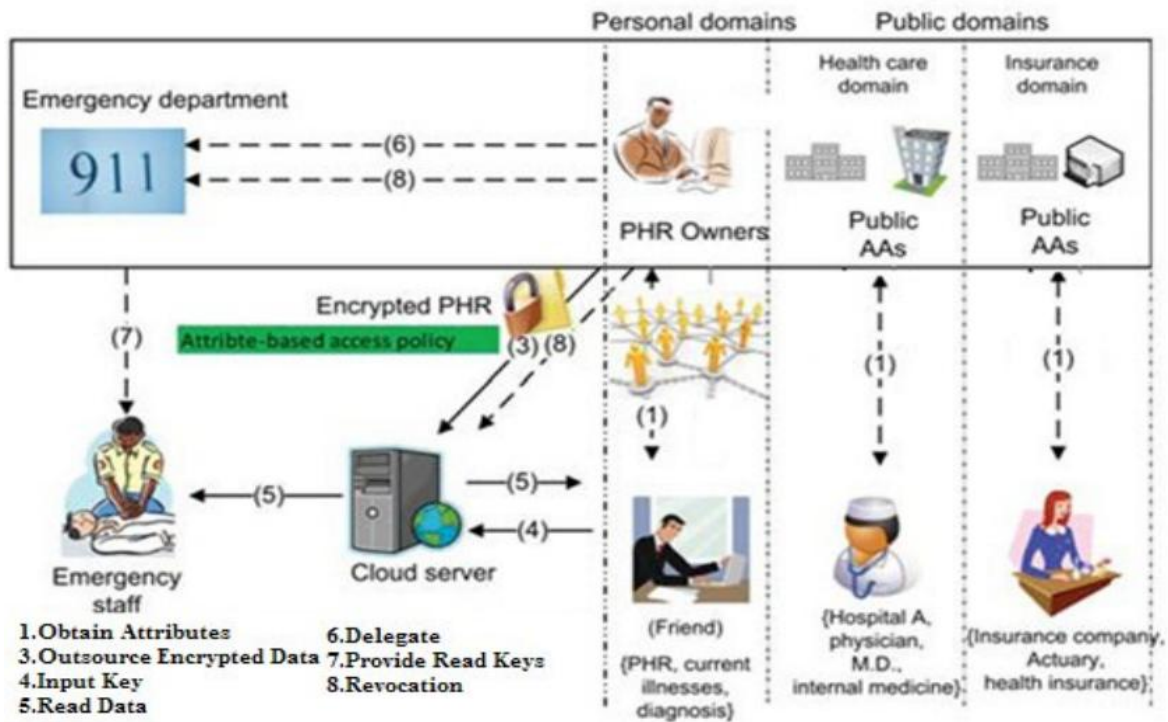 Personal domains
Public domains
Emergency department
911
(6)
(8)
PHR Owners
Health care
domain
Public
AAs
Insurance
domain
Public
AAs
Encrypted PHR
Attribte-based access policy
(3)
(8)
(7)
(1)
(1)
(1)
(5)
(5)
(4)
Emergency
staff
Cloud server
(Friend)
{PHR, current
illnesses,
diagnosis}
{Hospital A,
physician,
M.D.,
internal medicine}
{Insurance company,
Actuary,
health insurance}
1.Obtain Attributes
3.Outsource Encrypted Data
4.Input Key
5.Read Data
6.Delegate
7.Provide Read Keys
8.Revocation